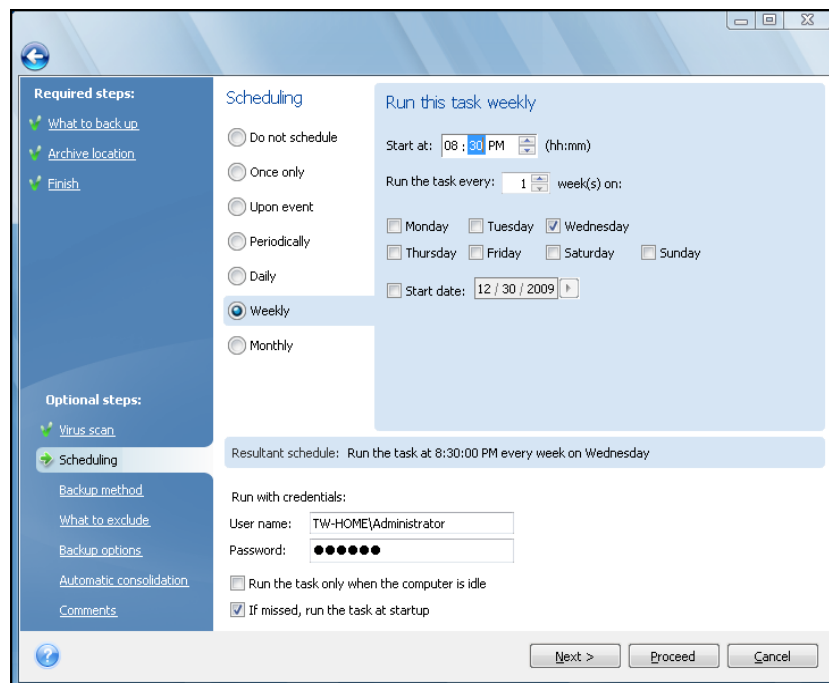 Required steps:
What to back up
Archive location
Finish
Optional steps:
Virus scan
Scheduling
Backup method
What to exclude
Backup options
Automatic consolidation
Comments
Scheduling
Do not schedule
Once only
Upon event
Periodically
Daily
Weekly
Monthly
Run this task weekly
Start at: 08 : 30 PM (hh:mm)
Run the task every: 1 week(s) on:
Monday Tuesday Wednesday
Thursday Friday Saturday Sunday
Start date: 12 / 30 / 2009
Resultant schedule: Run the task at 8:30:00 PM every week on Wednesday
Run with credentials:
User name: TW-HOME\Administrator
Password: ●●●●●●
Run the task only when the computer is idle
If missed, run the task at startup
?
Next > Proceed Cancel